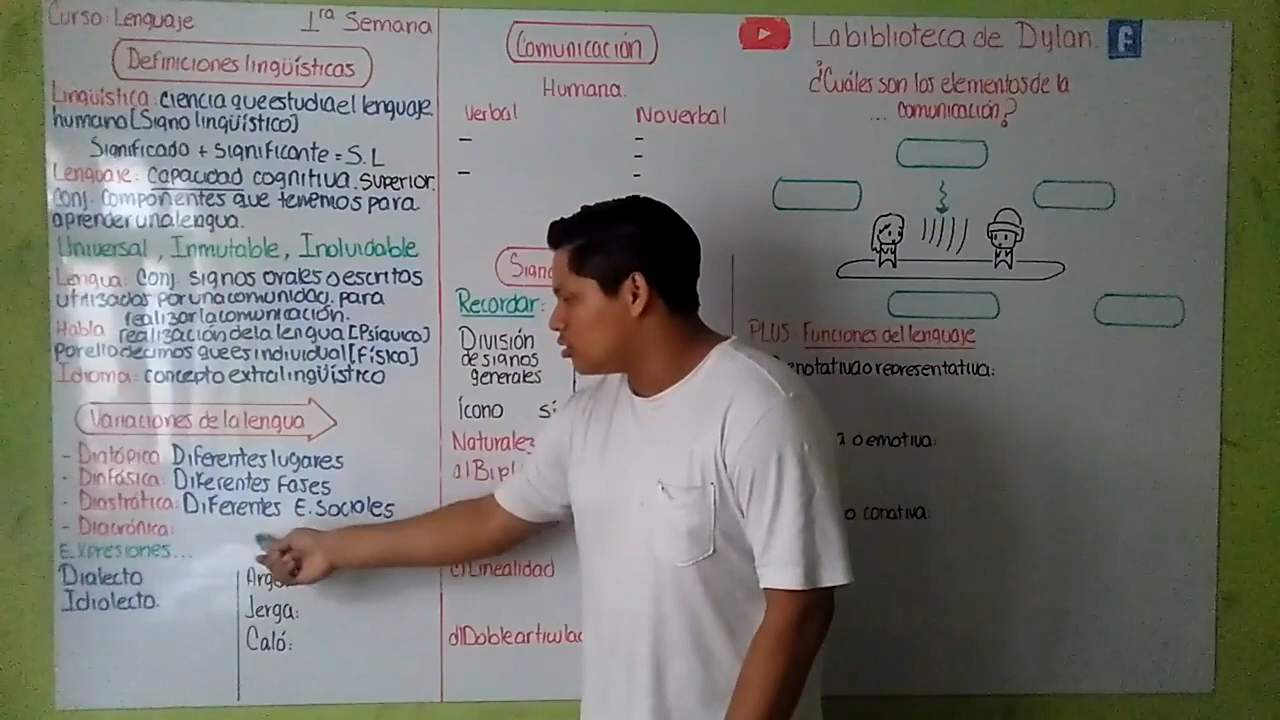 Curso: Lenguaje
1ra Semana
Definiciones lingüísticas
Lingüística: ciencia que estudia el lenguaje
humano [Signo lingüístico]
Significado + significante = S.L
Lenguaje: capacidad cognitiva superior.
Conj. componentes que tenemos para
aprender una lengua.
Universal, Inmutable, Inolvidable
Lengua: Conj. signos orales o escritos
utilizados por una comunidad. para
realizar la comunicación.
Habla realización de la lengua [Psíquico]
Por ello decimos que es individual [Físico]
Idioma: concepto extralingüístico
Variaciones de la lengua
- Diatópica Diferentes lugares
- Diafásica: Diferentes Fases
- Diastrática: Diferentes E. Sociales
- Diacrónica:
Expresiones...
Dialecto
Idiolecto.
Jerga:
Caló:
Comunicación
Humana.
Verbal
No verbal
-
-
-
-
-
Recordar:
División
de signos
generales
Ícono
c) Linealidad
La biblioteca de Dylan.
¿Cuáles son los elementos de la
... comunicación?
PLUS Funciones del lenguaje
o representativa:
o emotiva:
o conativa: